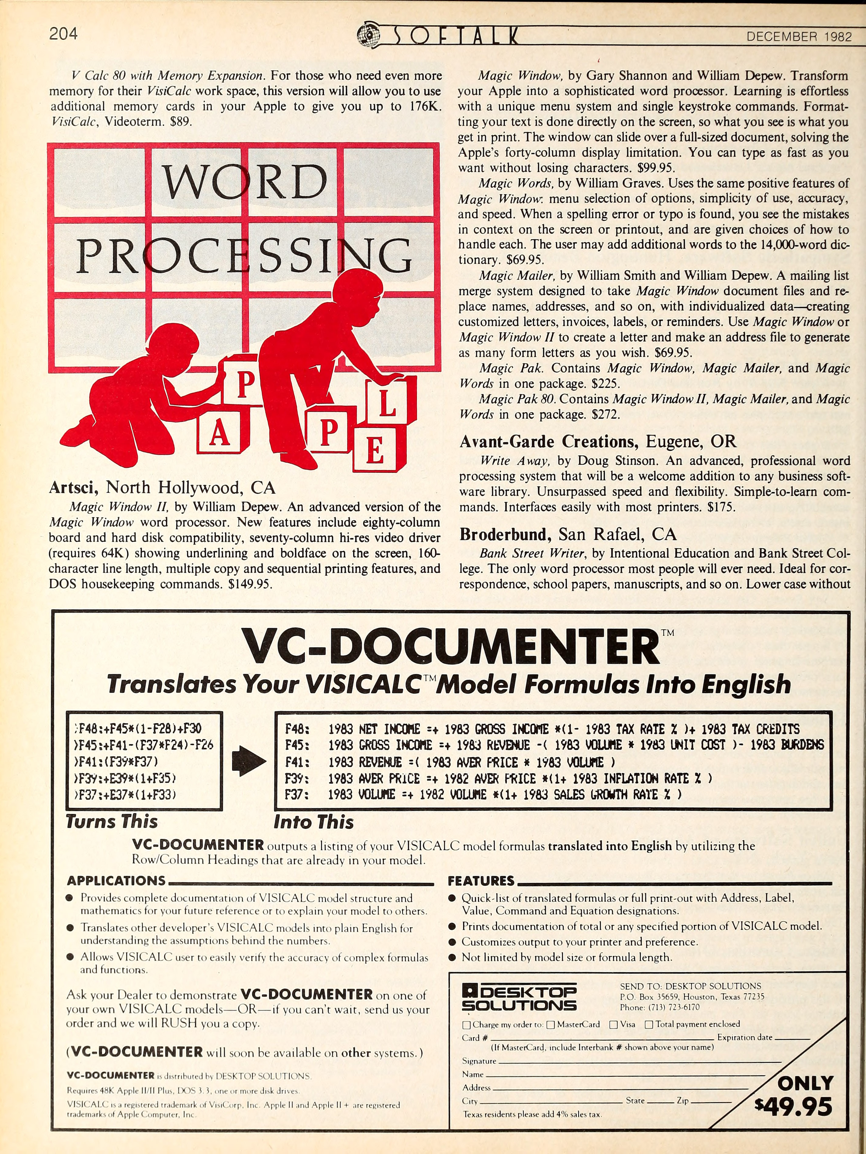 204
SOFTALK
DECEMBER 1982
V Calc 80 with Memory Expansion. For those who need even more
memory for their VisiCalc work space, this version will allow you to use
additional memory cards in your Apple to give you up to 176K.
VisiCalc, Videoterm. $89.
WORD
PROCESSING
P
L
A
P
E
Artsci, North Hollywood, CA
Magic Window II, by William Depew. An advanced version of the
Magic Window word processor. New features include eighty-column
board and hard disk compatibility, seventy-column hi-res video driver
(requires 64K) showing underlining and boldface on the screen, 160-
character line length, multiple copy and sequential printing features, and
DOS housekeeping commands. $149.95.
Magic Window, by Gary Shannon and William Depew. Transform
your Apple into a sophisticated word processor. Learning is effortless
with a unique menu system and single keystroke commands. Format-
ting your text is done directly on the screen, so what you see is what you
get in print. The window can slide over a full-sized document, solving the
Apple's forty-column display limitation. You can type as fast as you
want without losing characters. $99.95.
Magic Words, by William Graves. Uses the same positive features of
Magic Window: menu selection of options, simplicity of use, accuracy,
and speed. When a spelling error or typo is found, you see the mistakes
in context on the screen or printout, and are given choices of how to
handle each. The user may add additional words to the 14,000-word dic-
tionary. $69.95.
Magic Mailer, by William Smith and William Depew. A mailing list
merge system designed to take Magic Window document files and re-
place names, addresses, and so on, with individualized data—creating
customized letters, invoices, labels, or reminders. Use Magic Window or
Magic Window II to create a letter and make an address file to generate
as many form letters as you wish. $69.95.
Magic Pak. Contains Magic Window, Magic Mailer, and Magic
Words in one package. $225.
Magic Pak 80. Contains Magic Window II, Magic Mailer, and Magic
Words in one package. $272.
Avant-Garde Creations, Eugene, OR
Write Away, by Doug Stinson. An advanced, professional word
processing system that will be a welcome addition to any business soft-
ware library. Unsurpassed speed and flexibility. Simple-to-learn com-
mands. Interfaces easily with most printers. $175.
Broderbund, San Rafael, CA
Bank Street Writer, by Intentional Education and Bank Street Col-
lege. The only word processor most people will ever need. Ideal for cor-
respondence, school papers, manuscripts, and so on. Lower case without
VC-DOCUMENTER™
Translates Your VISICALC™ Model Formulas Into English
>F48:+F45*(1-F28)+F30
>F45:+F41-(F37*F24)-F26
>F41:(F39*F37)
>F39:+E39*(1+F35)
>F37:+E37*(1+F33)
Turns This
F48: 1983 NET INCOME =+ 1983 GROSS INCOME *(1- 1983 TAX RATE % )+ 1983 TAX CREDITS
F45: 1983 GROSS INCOME =+ 1983 REVENUE -( 1983 VOLUME * 1983 UNIT COST )- 1983 BURDENS
F41: 1983 REVENUE =( 1983 AVER PRICE * 1983 VOLUME )
F39: 1983 AVER PRICE =+ 1982 AVER PRICE *(1+ 1983 INFLATION RATE % )
F37: 1983 VOLUME =+ 1982 VOLUME *(1+ 1983 SALES GROWTH RATE % )
Into This
VC-DOCUMENTER outputs a listing of your VISICALC model formulas translated into English by utilizing the
Row/Column Headings that are already in your model.
APPLICATIONS
● Provides complete documentation of VISICALC model structure and
mathematics for your future reference or to explain your model to others.
● Translates other developer's VISICALC models into plain English for
understanding the assumptions behind the numbers.
● Allows VISICALC user to easily verify the accuracy of complex formulas
and functions.
Ask your Dealer to demonstrate VC-DOCUMENTER on one of
your own VISICALC models—OR—if you can't wait, send us your
order and we will RUSH you a copy.
(VC-DOCUMENTER will soon be available on other systems.)
VC-DOCUMENTER is distributed by DESKTOP SOLUTIONS.
Requires 48K Apple II/II Plus, DOS 3.3, one or more disk drives.
VISICALC is a registered trademark of VisiCorp, Inc. Apple II and Apple II + are registered
trademarks of Apple Computer, Inc.
FEATURES
● Quick-list of translated formulas or full print-out with Address, Label,
Value, Command and Equation designations.
● Prints documentation of total or any specified portion of VISICALC model.
● Customizes output to your printer and preference.
● Not limited by model size or formula length.
DESKTOP
SOLUTIONS
SEND TO: DESKTOP SOLUTIONS
P.O. Box 35659, Houston, Texas 77235
Phone: (713) 723-6170
☐ Charge my order to: ☐ MasterCard ☐ Visa ☐ Total payment enclosed
Card # Expiration date
(If MasterCard, include Interbank # shown above your name)
Signature
Name
Address
City State Zip
Texas residents please add 4% sales tax.
ONLY
$49.95